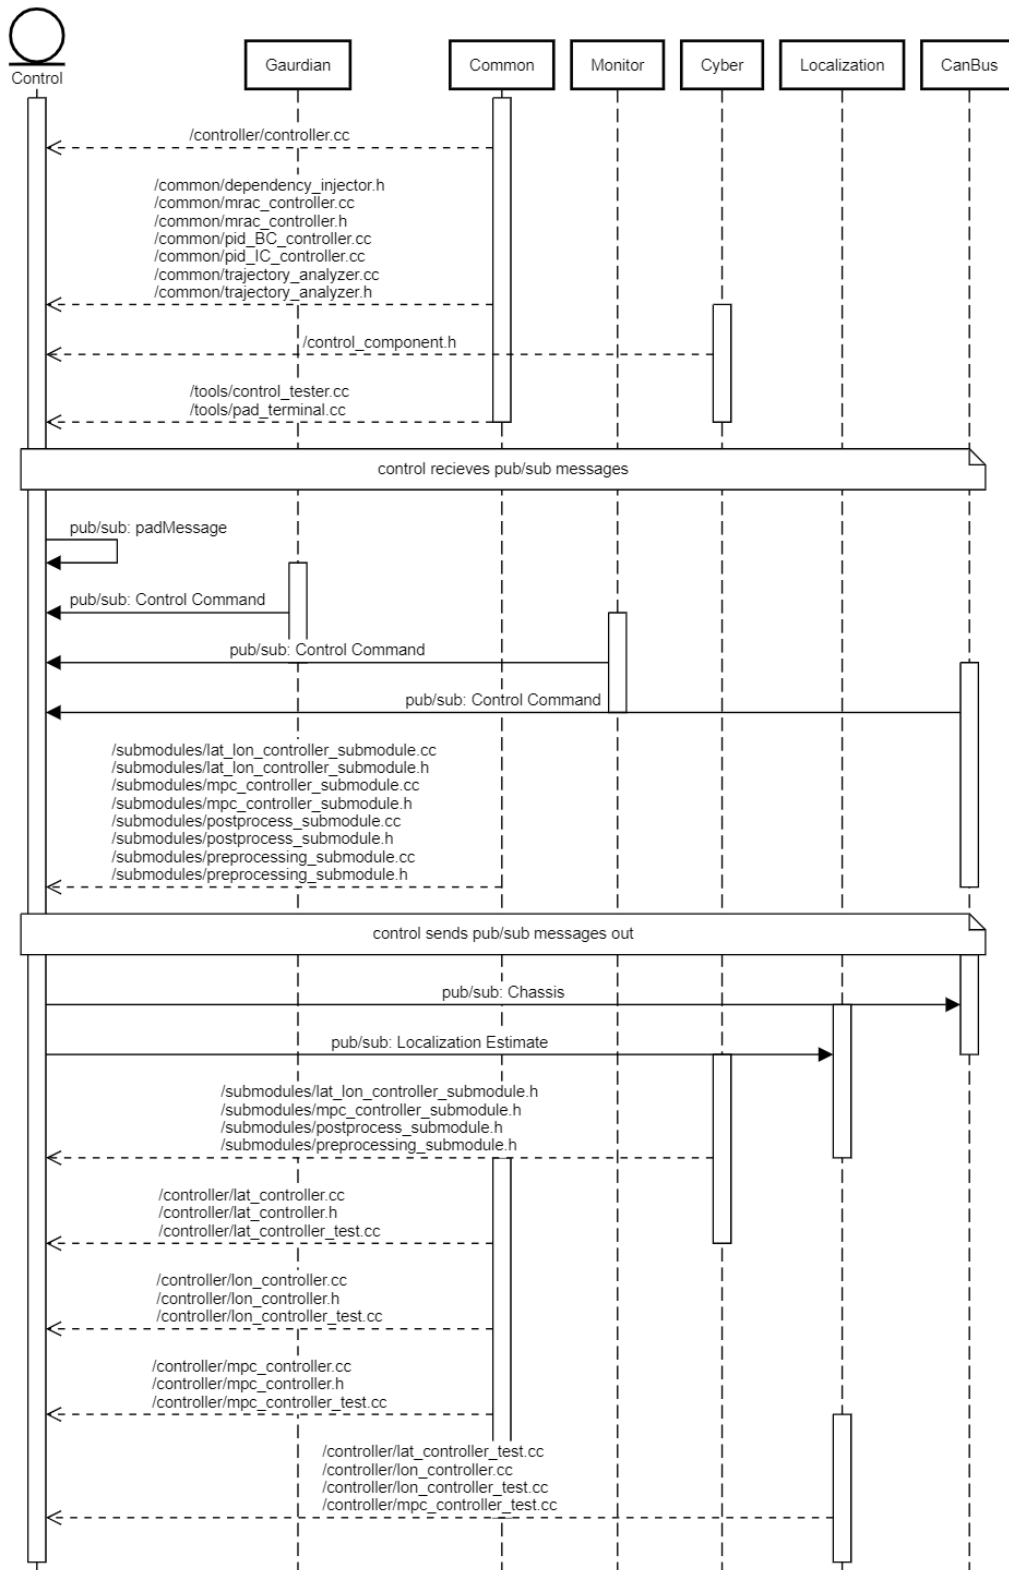 Control
Gaurdian
Common
Monitor
Cyber
Localization
CanBus
/controller/controller.cc
/common/dependency_injector.h
/common/mrac_controller.cc
/common/mrac_controller.h
/common/pid_BC_controller.cc
/common/pid_IC_controller.cc
/common/trajectory_analyzer.cc
/common/trajectory_analyzer.h
/control_component.h
/tools/control_tester.cc
/tools/pad_terminal.cc
control recieves pub/sub messages
pub/sub: padMessage
pub/sub: Control Command
pub/sub: Control Command
pub/sub: Control Command
/submodules/lat_lon_controller_submodule.cc
/submodules/lat_lon_controller_submodule.h
/submodules/mpc_controller_submodule.cc
/submodules/mpc_controller_submodule.h
/submodules/postprocess_submodule.cc
/submodules/postprocess_submodule.h
/submodules/preprocessing_submodule.cc
/submodules/preprocessing_submodule.h
control sends pub/sub messages out
pub/sub: Chassis
pub/sub: Localization Estimate
/submodules/lat_lon_controller_submodule.h
/submodules/mpc_controller_submodule.h
/submodules/postprocess_submodule.h
/submodules/preprocessing_submodule.h
/controller/lat_controller.cc
/controller/lat_controller.h
/controller/lat_controller_test.cc
/controller/lon_controller.cc
/controller/lon_controller.h
/controller/lon_controller_test.cc
/controller/mpc_controller.cc
/controller/mpc_controller.h
/controller/mpc_controller_test.cc
/controller/lat_controller_test.cc
/controller/lon_controller.cc
/controller/lon_controller_test.cc
/controller/mpc_controller_test.cc